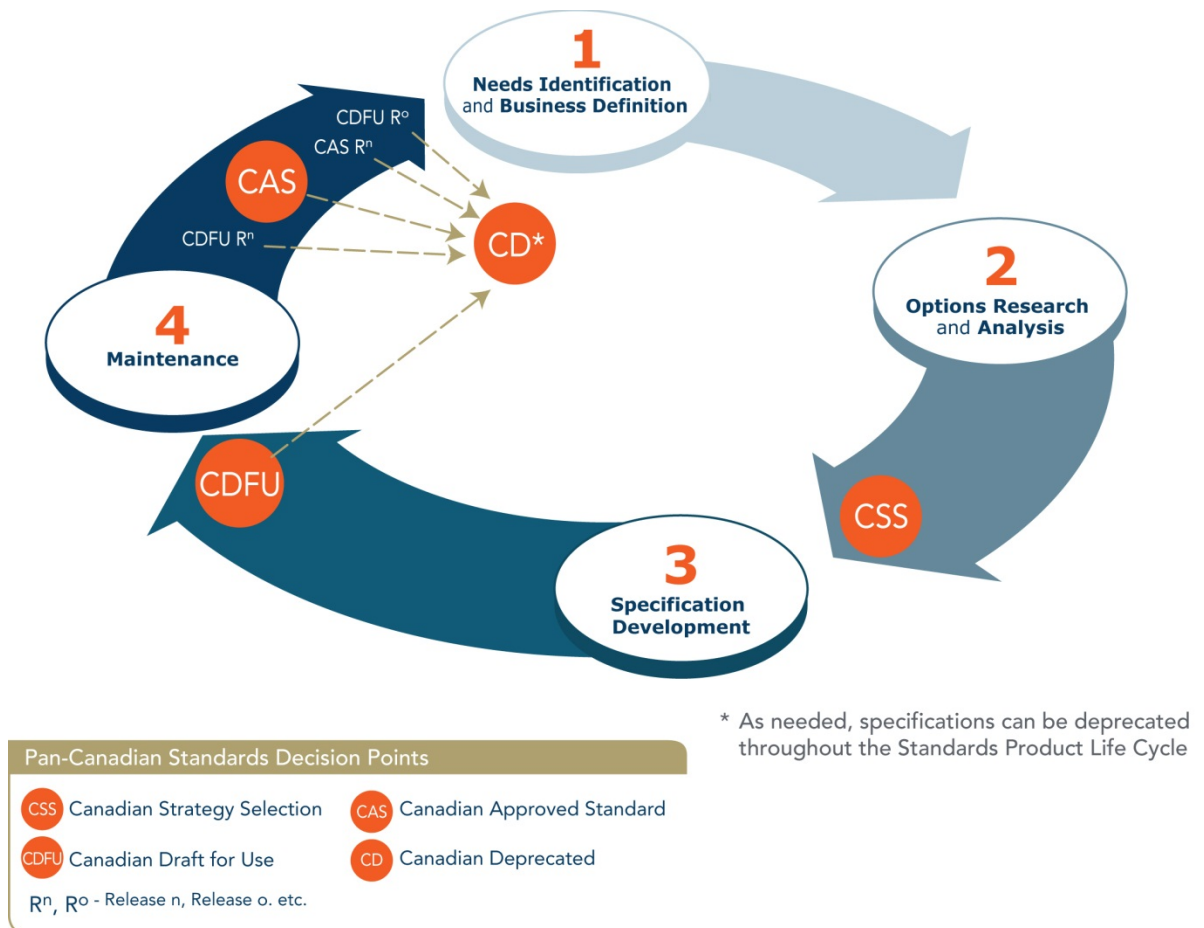 1
Needs Identification
and Business Definition
2
Options Research
and Analysis
CSS
3
Specification
Development
CDFU
4
Maintenance
CDFU Rⁿ
CAS
CAS Rⁿ
CDFU Rᵒ
CD*
* As needed, specifications can be deprecated
throughout the Standards Product Life Cycle
Pan-Canadian Standards Decision Points
CSS Canadian Strategy Selection
CAS Canadian Approved Standard
CDFU Canadian Draft for Use
CD Canadian Deprecated
Rⁿ, Rᵒ - Release n, Release o. etc.